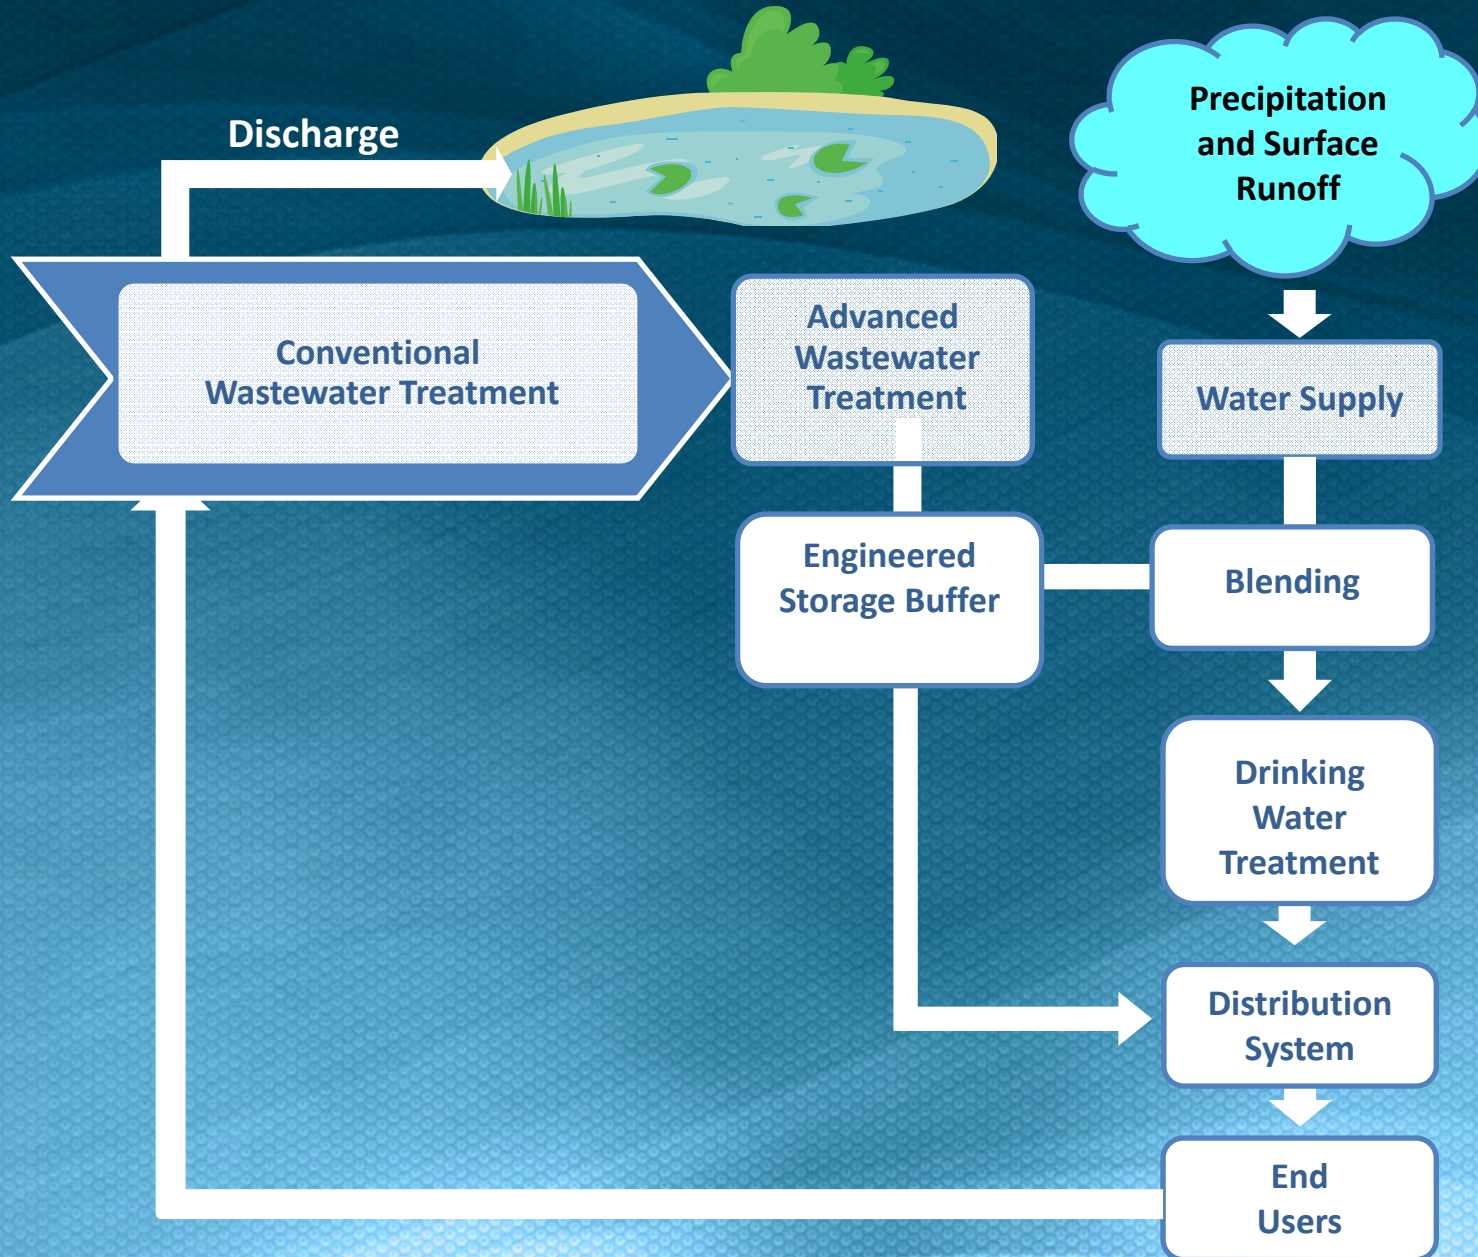 Discharge
Precipitation
and Surface
Runoff
Conventional
Wastewater Treatment
Advanced
Wastewater
Treatment
Water Supply
Engineered
Storage Buffer
Blending
Drinking
Water
Treatment
Distribution
System
End
Users